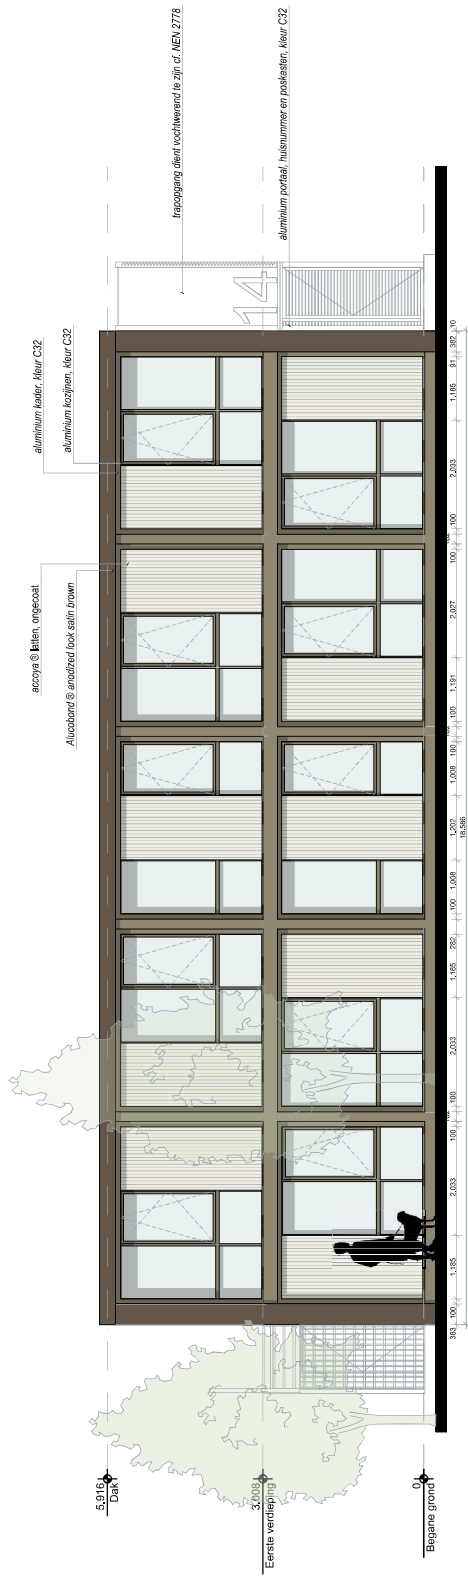 accoya ® latten, ongecoat
aluminium kader, kleur C32
Alucobond ® anodized look satin brown
aluminium kozijnen, kleur C32
trapopgang dient vochtwerend te zijn cf. NEN 2778
aluminium portaal, huisnummer en poskasten, kleur C32
5,916
Dak
14
3,008
Eerste verdieping
0
Begane grond
383 100 1,185 2,033 100 100 2,033 1,185 282 100 1,008 1,202 1,008 100 100 1,191 2,027 100 100 2,033 1,185 91 382 10
18,586